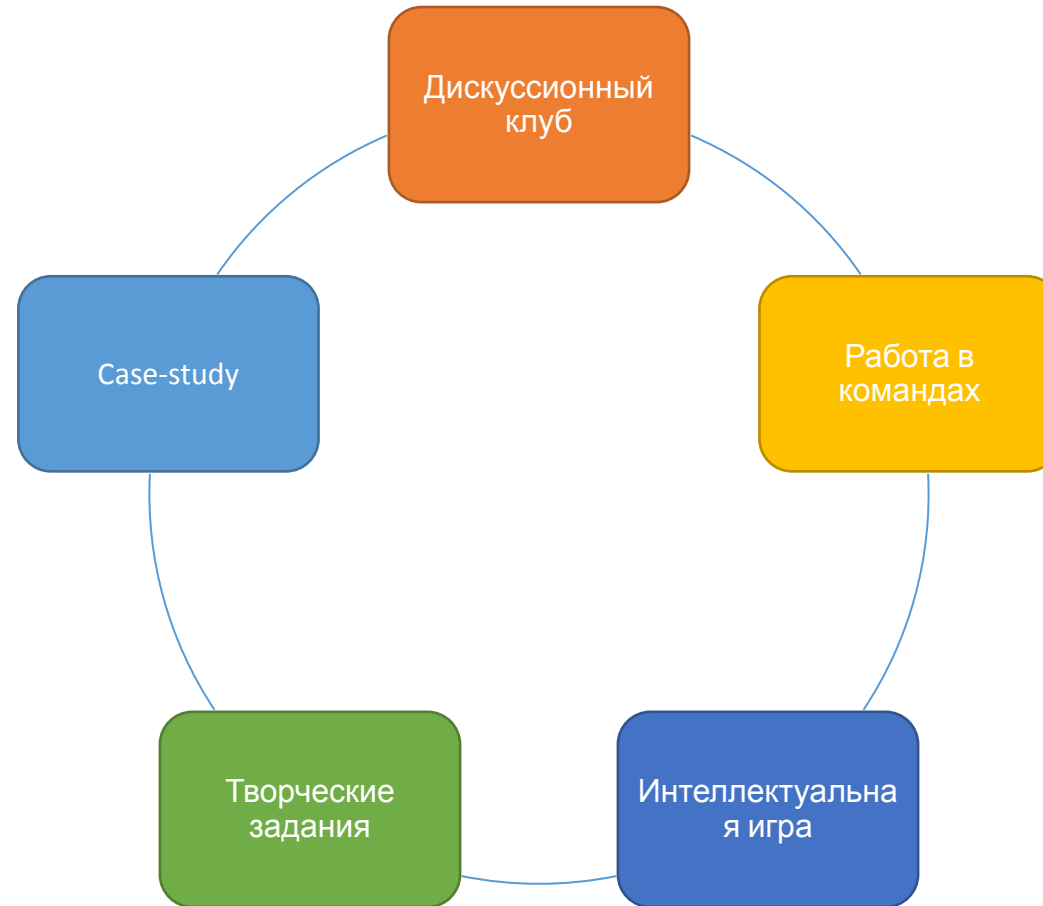 Дискуссионный
клуб
Работа в
командах
Case-study
Творческие
задания
Интеллектуальна
я игра